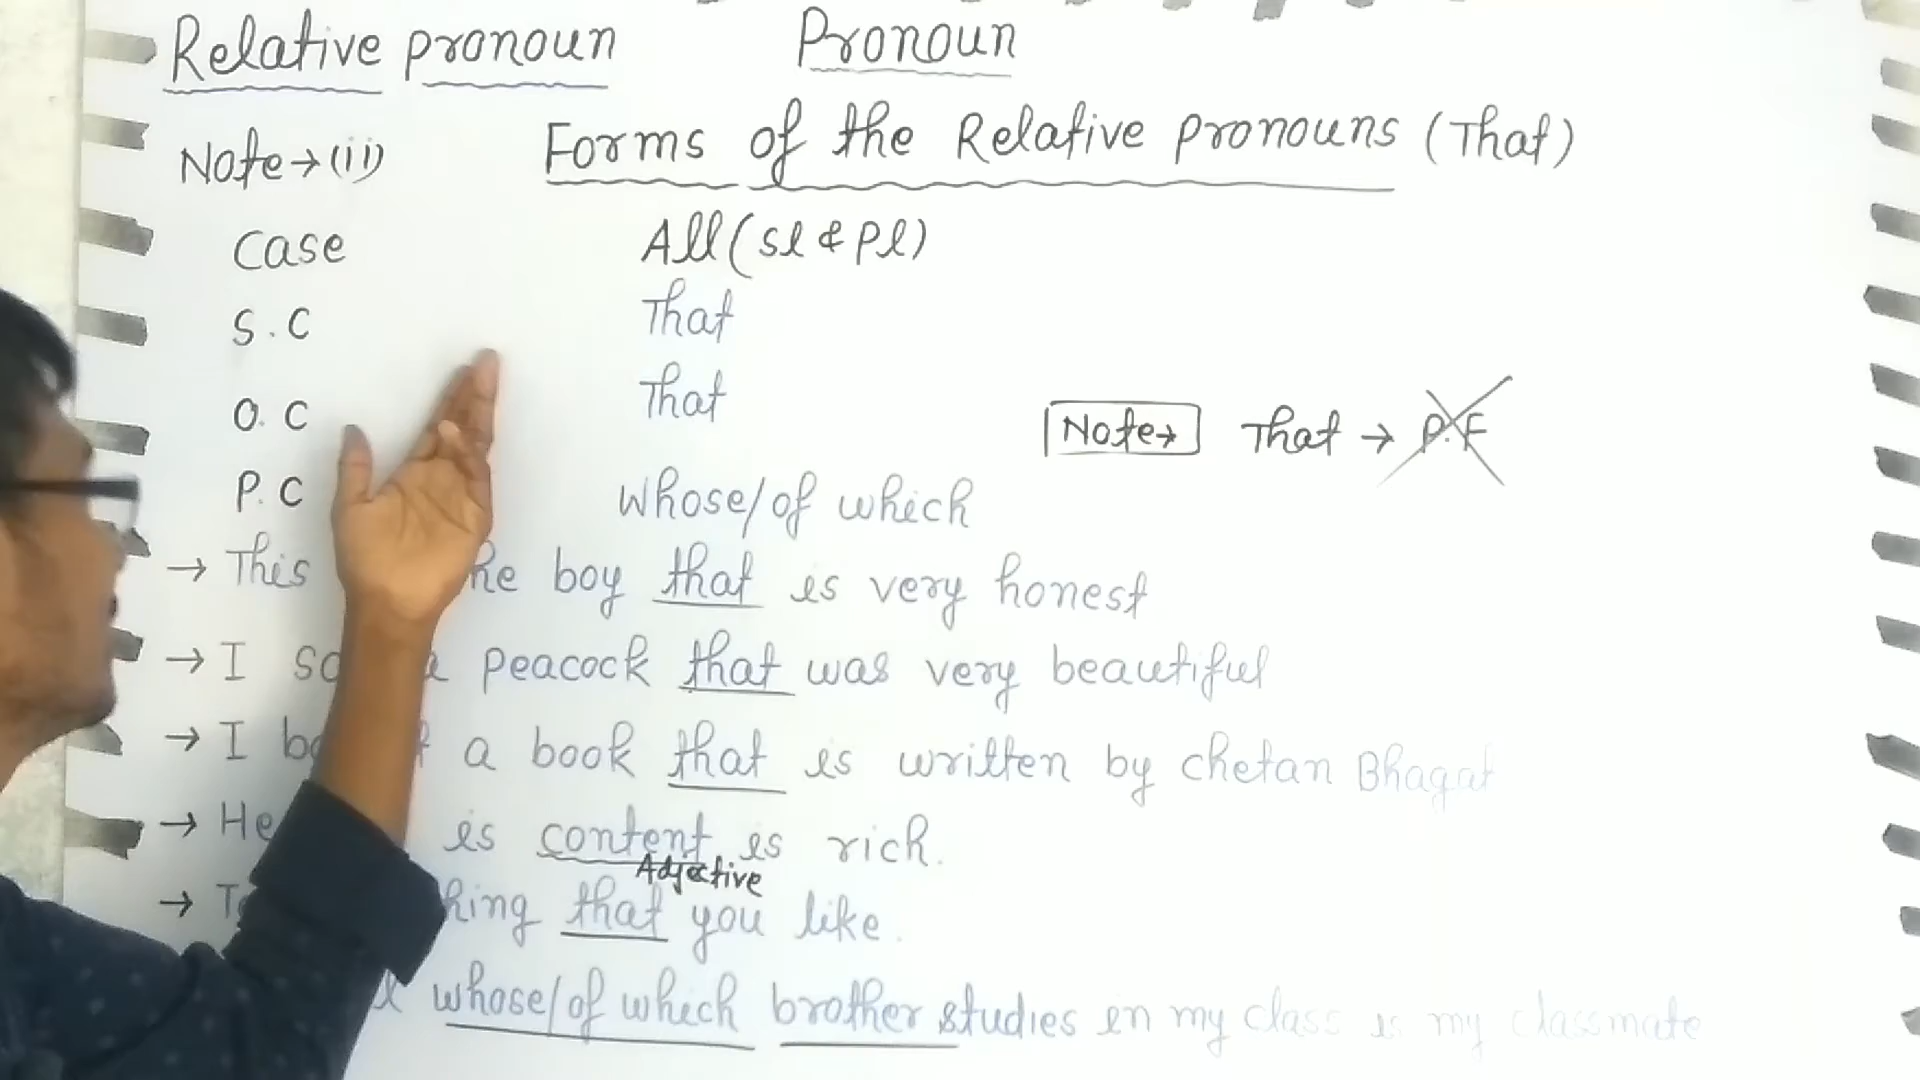 Relative pronoun Pronoun
Note→(ii) Forms of the Relative pronouns (That)
Case All (Sl & Pl)
S.C That
O.C That
Note→ That → P.F
P.C Whose/of which
→ This he boy that is very honest
→ I a peacock that was very beautiful
→ I a book that is written by chetan Bhagat
→ He is content is rich.
Adjective
→ that you like.
whose/of which brother studies in my class is my classmate